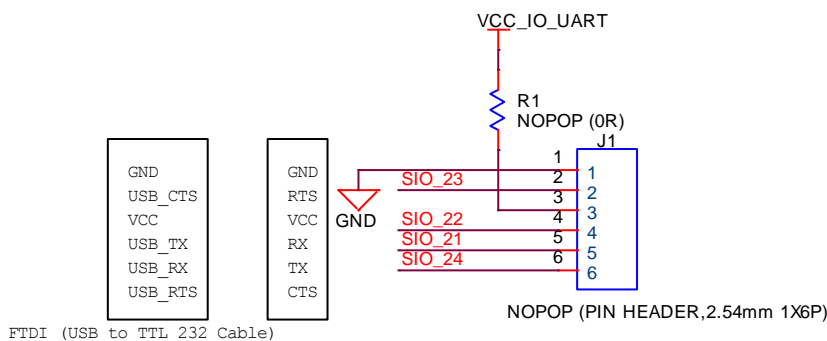 VCC_IO_UART
R1
NOPOP (0R)
J1
GND
USB_CTS
VCC
USB_TX
USB_RX
USB_RTS
GND
RTS
VCC
RX
TX
CTS
GND
SIO_23
SIO_22
SIO_21
SIO_24
1
2
3
4
5
6
1
2
3
4
5
6
NOPOP (PIN HEADER,2.54mm 1X6P)
FTDI (USB to TTL 232 Cable)